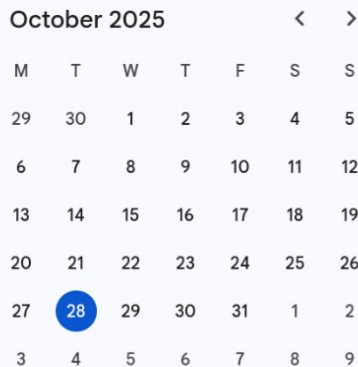 October 2025
M T W T F S S
29 30 1 2 3 4 5
6 7 8 9 10 11 12
13 14 15 16 17 18 19
20 21 22 23 24 25 26
27 28 29 30 31 1 2
3 4 5 6 7 8 9